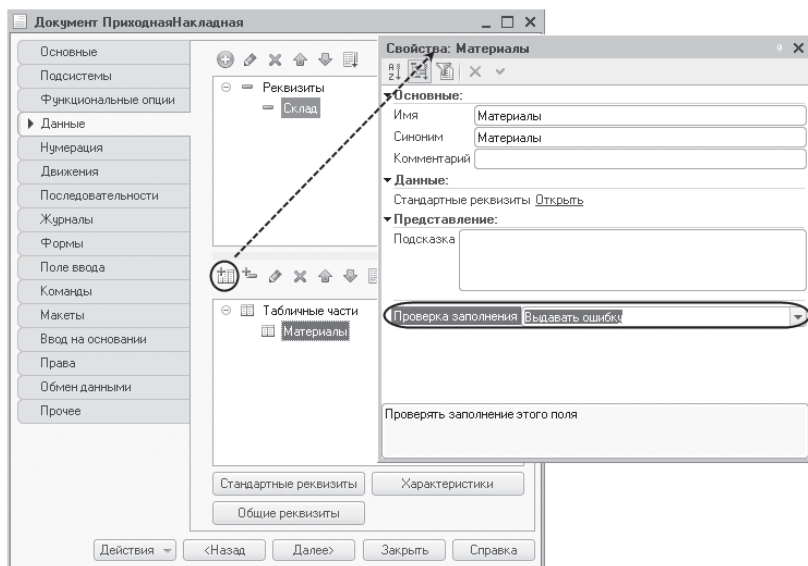 Документ ПриходнаяНакладная
Основные
Подсистемы
Функциональные опции
Данные
Нумерация
Движения
Последовательности
Журналы
Формы
Поле ввода
Команды
Макеты
Ввод на основании
Права
Обмен данными
Прочее
Реквизиты
Склад
Табличные части
Материалы
Стандартные реквизиты
Характеристики
Общие реквизиты
Действия
<Назад
Далее>
Закрыть
Справка
Свойства: Материалы
Основные:
Имя Материалы
Синоним Материалы
Комментарий
Данные:
Стандартные реквизиты Открыть
Представление:
Подсказка
Проверка заполнения Выдавать ошибку
Проверять заполнение этого поля